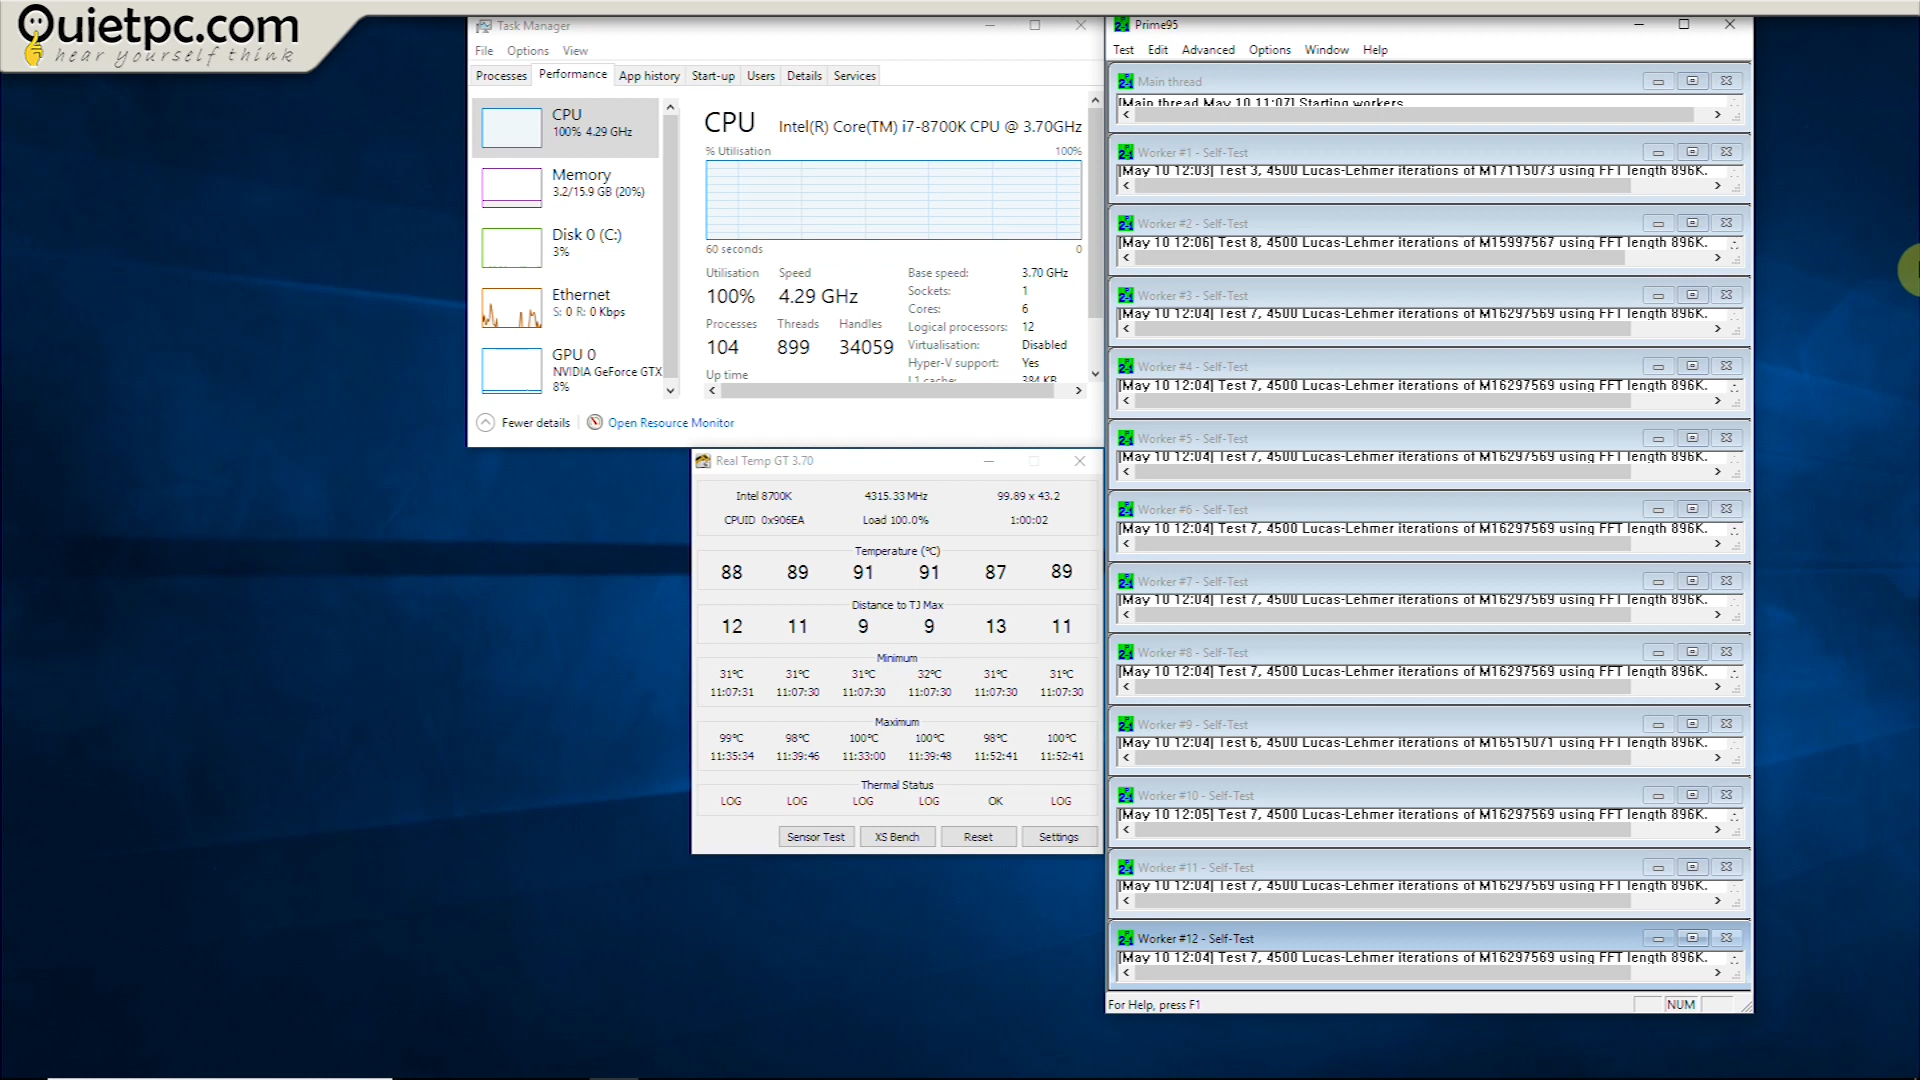 Quietpc.com
hear yourself think
Task Manager
File Options View
Processes Performance App history Start-up Users Details Services
CPU
100% 4.29 GHz
Memory
3.2/15.9 GB (20%)
Disk 0 (C:)
3%
Ethernet
S: 0 R: 0 Kbps
GPU 0
NVIDIA GeForce GTX
8%
CPU Intel(R) Core(TM) i7-8700K CPU @ 3.70GHz
% Utilisation 100%
60 seconds 0
Utilisation Speed
100% 4.29 GHz
Processes Threads Handles
104 899 34059
Up time
Base speed: 3.70 GHz
Sockets: 1
Cores: 6
Logical processors: 12
Virtualisation: Disabled
Hyper-V support: Yes
L1 cache: 384 KB
Fewer details Open Resource Monitor
Real Temp GT 3.70
Intel 8700K 4315.33 MHz 99.89 x 43.2
CPUID 0x906EA Load 100.0% 1:00:02
Temperature (°C)
88 89 91 91 87 89
Distance to TJ Max
12 11 9 9 13 11
Minimum
31°C 31°C 31°C 32°C 31°C 31°C
11:07:31 11:07:30 11:07:30 11:07:30 11:07:30 11:07:30
Maximum
99°C 98°C 100°C 100°C 98°C 100°C
11:35:34 11:39:46 11:33:00 11:39:48 11:52:41 11:52:41
Thermal Status
LOG LOG LOG LOG OK LOG
Sensor Test XS Bench Reset Settings
Prime95
Test Edit Advanced Options Window Help
Main thread
[Main thread May 10 11:07] Starting workers.
Worker #1 - Self-Test
[May 10 12:03] Test 3, 4500 Lucas-Lehmer iterations of M17115073 using FFT length 896K.
Worker #2 - Self-Test
[May 10 12:06] Test 8, 4500 Lucas-Lehmer iterations of M15997567 using FFT length 896K.
Worker #3 - Self-Test
[May 10 12:04] Test 7, 4500 Lucas-Lehmer iterations of M16297569 using FFT length 896K.
Worker #4 - Self-Test
[May 10 12:04] Test 7, 4500 Lucas-Lehmer iterations of M16297569 using FFT length 896K.
Worker #5 - Self-Test
[May 10 12:04] Test 7, 4500 Lucas-Lehmer iterations of M16297569 using FFT length 896K.
Worker #6 - Self-Test
[May 10 12:04] Test 7, 4500 Lucas-Lehmer iterations of M16297569 using FFT length 896K.
Worker #7 - Self-Test
[May 10 12:04] Test 7, 4500 Lucas-Lehmer iterations of M16297569 using FFT length 896K.
Worker #8 - Self-Test
[May 10 12:04] Test 7, 4500 Lucas-Lehmer iterations of M16297569 using FFT length 896K.
Worker #9 - Self-Test
[May 10 12:04] Test 6, 4500 Lucas-Lehmer iterations of M16515071 using FFT length 896K.
Worker #10 - Self-Test
[May 10 12:05] Test 7, 4500 Lucas-Lehmer iterations of M16297569 using FFT length 896K.
Worker #11 - Self-Test
[May 10 12:04] Test 7, 4500 Lucas-Lehmer iterations of M16297569 using FFT length 896K.
Worker #12 - Self-Test
[May 10 12:04] Test 7, 4500 Lucas-Lehmer iterations of M16297569 using FFT length 896K.
For Help, press F1 NUM